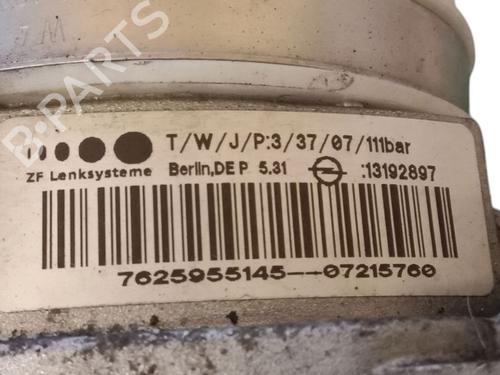 W
B-PARTS
T/W/J/P:3/37/07/111bar
ZF Lenksysteme Berlin,DE P 5.31 :13192897
7625955145--07215760